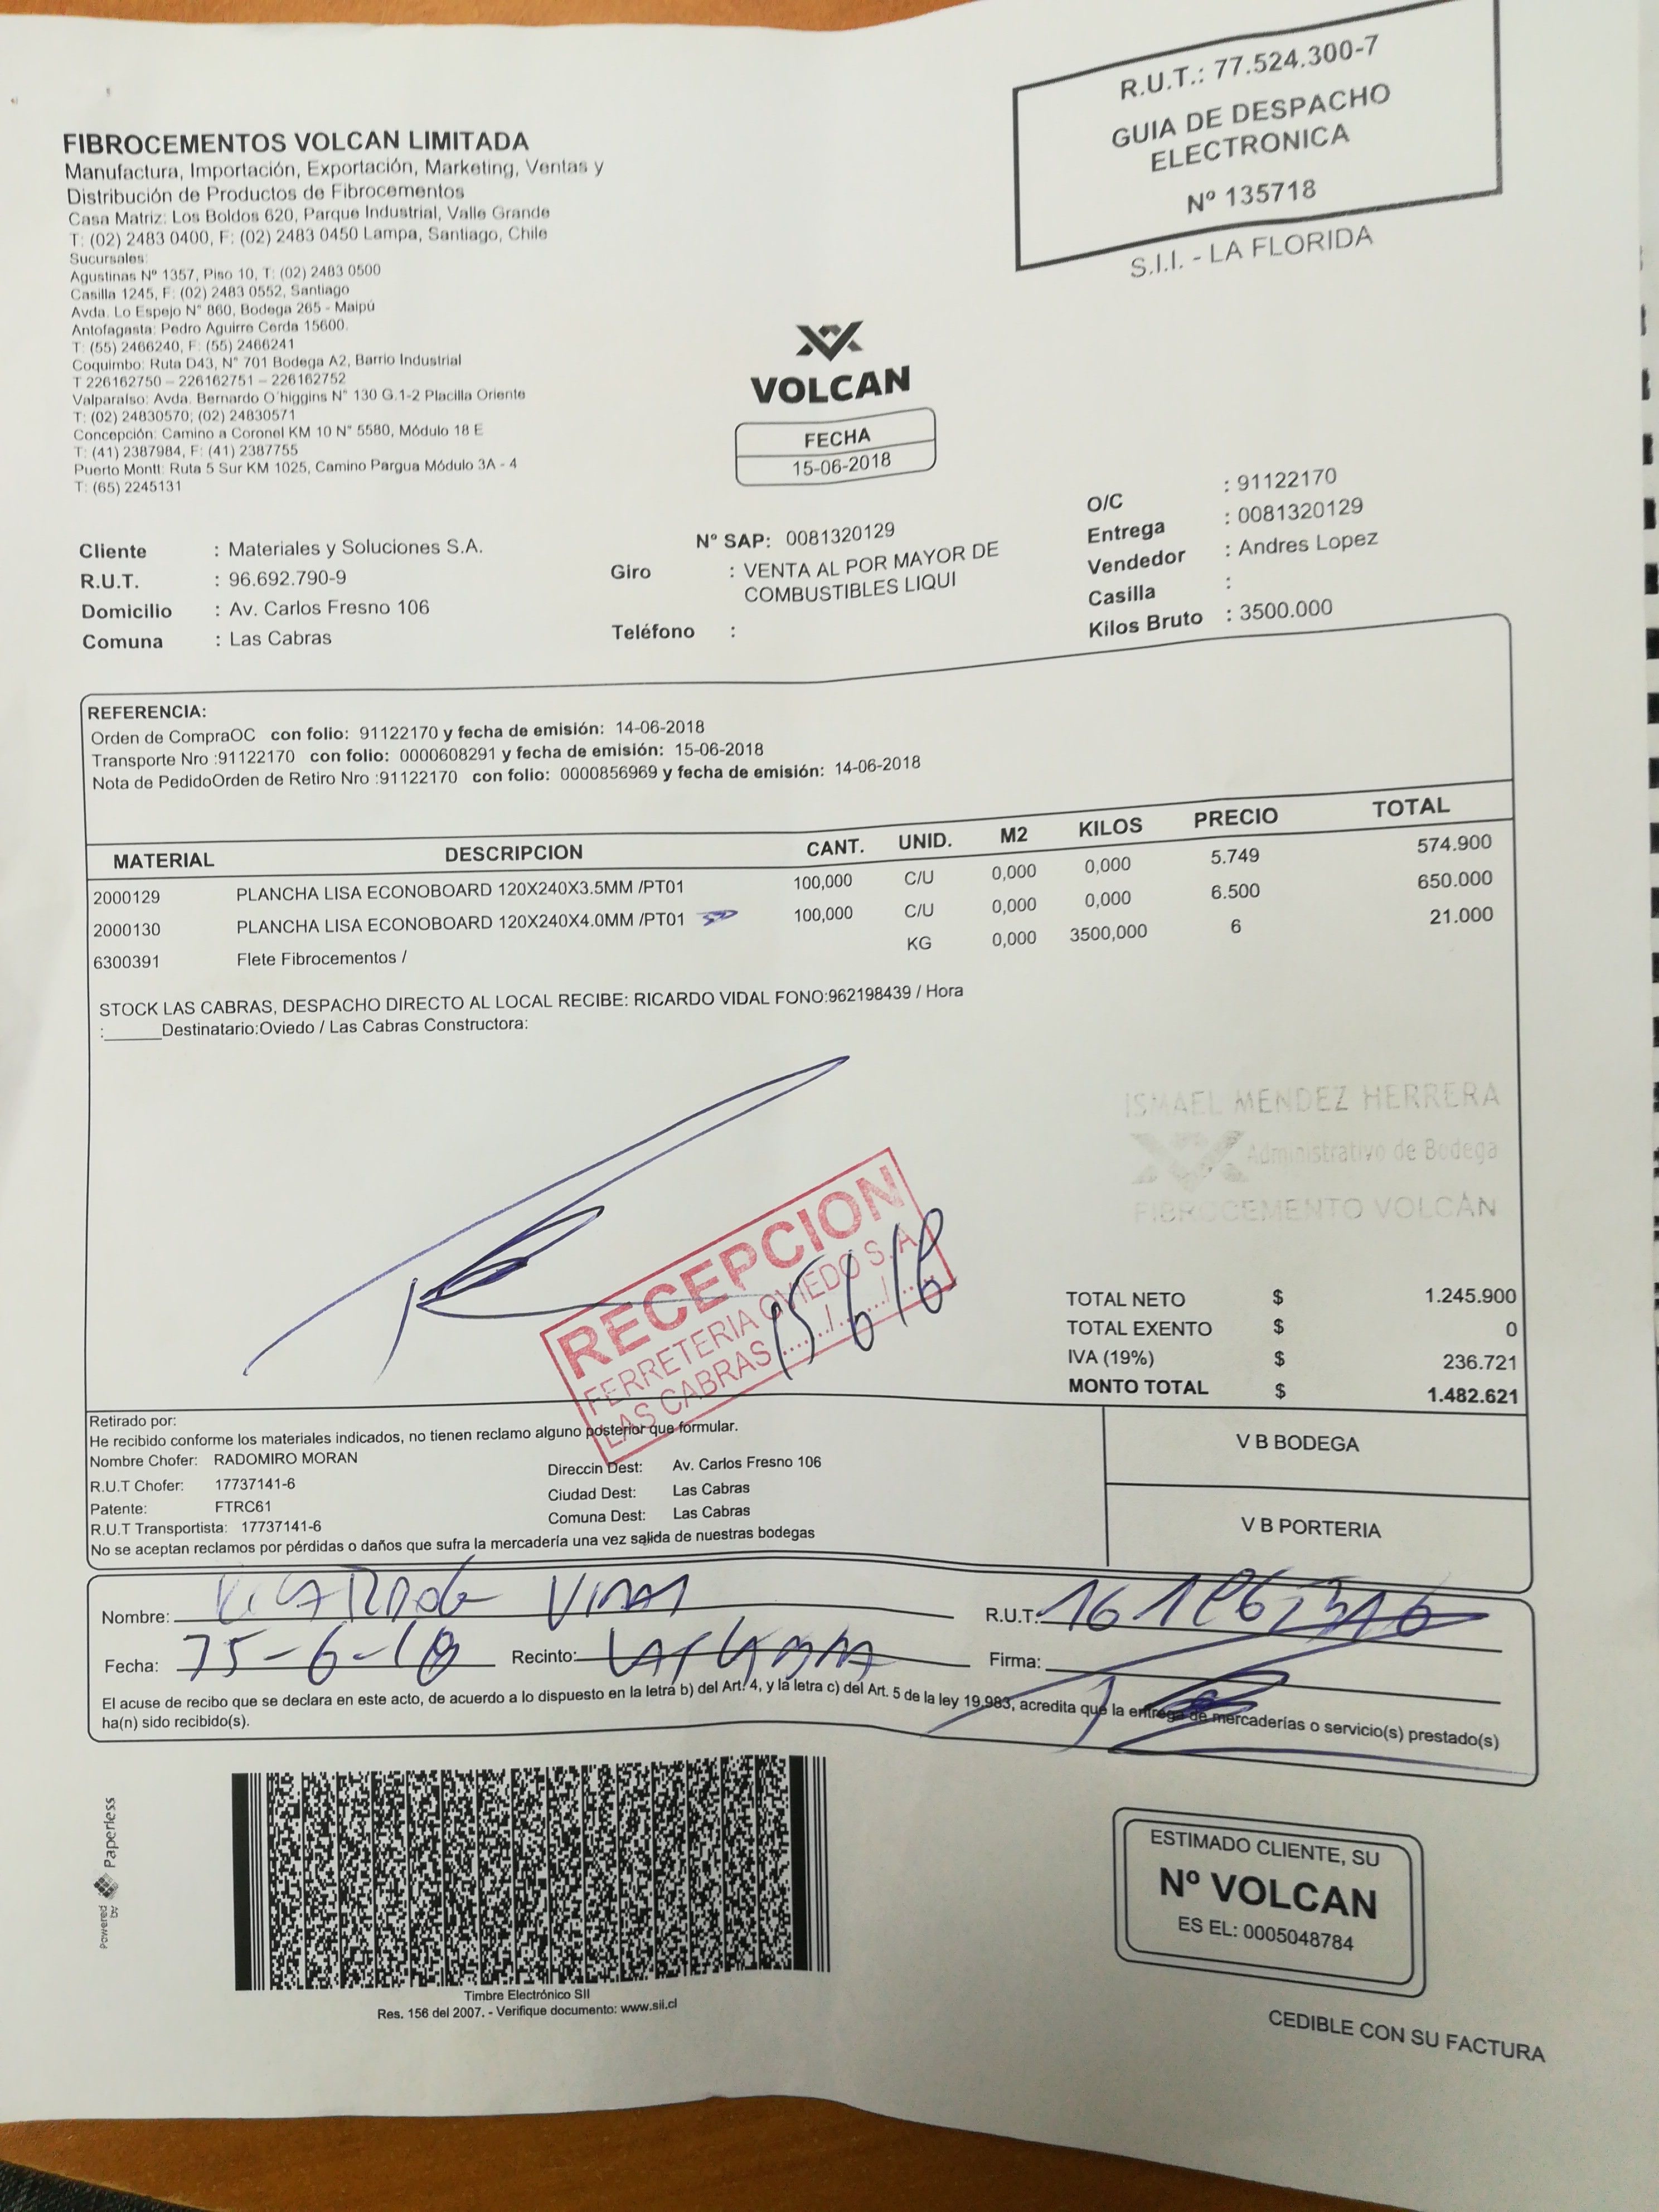 R.U.T.: 77.524.300-7
GUIA DE DESPACHO
ELECTRONICA
Nº 135718
S.I.I. - LA FLORIDA
FIBROCEMENTOS VOLCAN LIMITADA
Manufactura, Importación, Exportación, Marketing, Ventas y
Distribución de Productos de Fibrocementos
Casa Matriz: Los Boldos 620, Parque Industrial, Valle Grande
T: (02) 2483 0400, F: (02) 2483 0450 Lampa, Santiago, Chile
Sucursales:
Agustinas Nº 1357, Piso 10, T: (02) 2483 0500
Casilla 1245, F: (02) 2483 0552, Santiago
Avda. Lo Espejo N° 860, Bodega 265 - Maipú
Antofagasta: Pedro Aguirre Cerda 15600.
T: (55) 2466240, F: (55) 2466241
Coquimbo: Ruta D43, N° 701 Bodega A2, Barrio Industrial
T 226162750 – 226162751 – 226162752
Valparaíso: Avda. Bernardo O'higgins N° 130 G.1-2 Placilla Oriente
T: (02) 24830570; (02) 24830571
Concepción: Camino a Coronel KM 10 N° 5580, Módulo 18 E
T: (41) 2387984, F: (41) 2387755
Puerto Montt: Ruta 5 Sur KM 1025, Camino Pargua Módulo 3A - 4
T: (65) 2245131
VOLCAN
FECHA
15-06-2018
Cliente : Materiales y Soluciones S.A.
R.U.T. : 96.692.790-9
Domicilio : Av. Carlos Fresno 106
Comuna : Las Cabras
Nº SAP: 0081320129
Giro : VENTA AL POR MAYOR DE
COMBUSTIBLES LIQUI
Teléfono :
O/C : 91122170
Entrega : 0081320129
Vendedor : Andres Lopez
Casilla :
Kilos Bruto : 3500.000
REFERENCIA:
Orden de CompraOC con folio: 91122170 y fecha de emisión: 14-06-2018
Transporte Nro :91122170 con folio: 0000608291 y fecha de emisión: 15-06-2018
Nota de PedidoOrden de Retiro Nro :91122170 con folio: 0000856969 y fecha de emisión: 14-06-2018
MATERIAL DESCRIPCION CANT. UNID. M2 KILOS PRECIO TOTAL
2000129 PLANCHA LISA ECONOBOARD 120X240X3.5MM /PT01 100,000 C/U 0,000 0,000 5.749 574.900
2000130 PLANCHA LISA ECONOBOARD 120X240X4.0MM /PT01 100,000 C/U 0,000 0,000 6.500 650.000
6300391 Flete Fibrocementos / KG 0,000 3500,000 6 21.000
STOCK LAS CABRAS, DESPACHO DIRECTO AL LOCAL RECIBE: RICARDO VIDAL FONO:962198439 / Hora
:______Destinatario:Oviedo / Las Cabras Constructora:
ISMAEL MENDEZ HERRERA
Administrativo de Bodega
FIBROCEMENTO VOLCÁN
RECEPCION
FERRETERIA OVIEDO S.A.
LAS CABRAS ....../....../......
15 6 18
TOTAL NETO $ 1.245.900
TOTAL EXENTO $ 0
IVA (19%) $ 236.721
MONTO TOTAL $ 1.482.621
Retirado por:
He recibido conforme los materiales indicados, no tienen reclamo alguno posterior que formular.
Nombre Chofer: RADOMIRO MORAN
R.U.T Chofer: 17737141-6
Patente: FTRC61
R.U.T Transportista: 17737141-6
Direccin Dest: Av. Carlos Fresno 106
Ciudad Dest: Las Cabras
Comuna Dest: Las Cabras
No se aceptan reclamos por pérdidas o daños que sufra la mercadería una vez salida de nuestras bodegas
V B BODEGA
V B PORTERIA
Nombre: Ricardo Vidal R.U.T:
Fecha: 15-6-18 Recinto: Las Cabras Firma:
El acuse de recibo que se declara en este acto, de acuerdo a lo dispuesto en la letra b) del Art. 4, y la letra c) del Art. 5 de la ley 19.983, acredita que la entrega de mercaderías o servicio(s) prestado(s)
ha(n) sido recibido(s).
Powered by Paperless
Timbre Electrónico SII
Res. 156 del 2007. - Verifique documento: www.sii.cl
ESTIMADO CLIENTE, SU
Nº VOLCAN
ES EL: 0005048784
CEDIBLE CON SU FACTURA